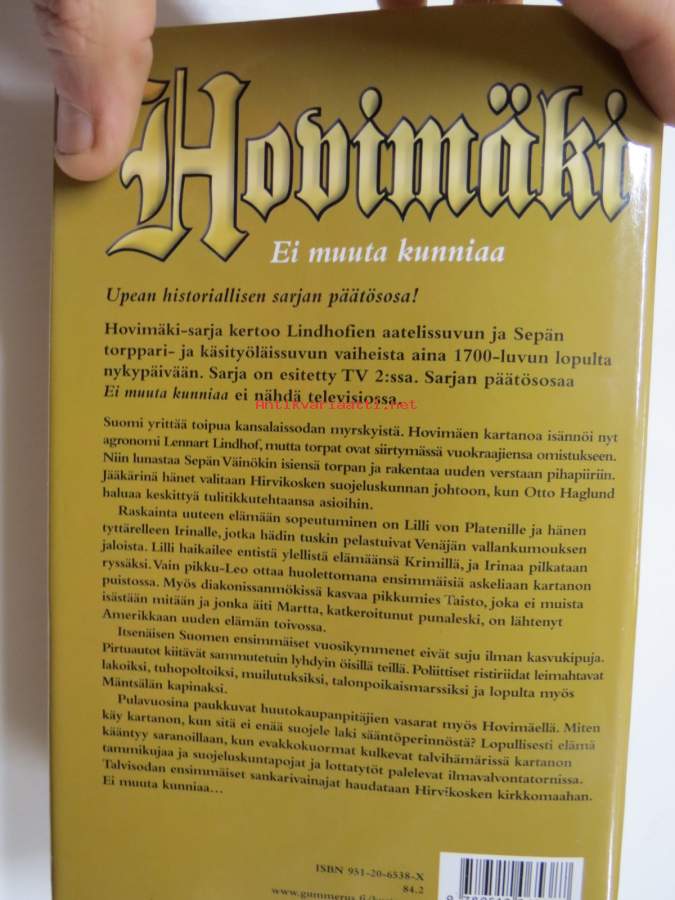 Hovimäki
Ei muuta kunniaa
Upean historiallisen sarjan päätösosa!
Hovimäki-sarja kertoo Lindhofien aatelissuvun ja Sepän
torppari- ja käsityöläissuvun vaiheista aina 1700-luvun lopulta
nykypäivään. Sarja on esitetty TV 2:ssa. Sarjan päätösosaa
Ei muuta kunniaa ei nähdä televisiossa.
Antikvariaatti.net
Suomi yrittää toipua kansalaissodan myrskyistä. Hovimäen kartanoa isännöi nyt
agronomi Lennart Lindhof, mutta torpat ovat siirtymässä vuokraajiensa omistukseen.
Niin lunastaa Sepän Väinökin isiensä torpan ja rakentaa uuden verstaan pihapiiriin.
Jääkärinä hänet valitaan Hirvikosken suojeluskunnan johtoon, kun Otto Haglund
haluaa keskittyä tulitikkutehtaansa asioihin.
Raskainta uuteen elämään sopeutuminen on Lilli von Platenille ja hänen
tyttärelleen Irinalle, jotka hädin tuskin pelastuivat Venäjän vallankumouksen
jaloista. Lilli haikailee entistä ylellistä elämäänsä Krimillä, ja Irinaa pilkataan
ryssäksi. Vain pikku-Leo ottaa huolettomana ensimmäisiä askeliaan kartanon
puistossa. Myös diakonissanmökissä kasvaa pikkumies Taisto, joka ei muista
isästään mitään ja jonka äiti Martta, katkeroitunut punaleski, on lähtenyt
Amerikkaan uuden elämän toivossa.
Itsenäisen Suomen ensimmäiset vuosikymmenet eivät suju ilman kasvukipuja.
Pirtuautot kiitävät sammutetuin lyhdyin öisillä teillä. Poliittiset ristiriidat leimahtavat
lakoiksi, tuhopoltoiksi, muilutuksiksi, talonpoikaismarssiksi ja lopulta myös
Mäntsälän kapinaksi.
Pulavuosina paukkuvat huutokaupanpitäjien vasarat myös Hovimäellä. Miten
käy kartanon, kun sitä ei enää suojele laki sääntöperinnöstä? Lopullisesti elämä
kääntyy saranoillaan, kun evakkokuormat kulkevat talvihämärissä kartanon
tammikujaa ja suojeluskuntapojat ja lottatytöt palelevat ilmavalvontatornissa.
Talvisodan ensimmäiset sankarivainajat haudataan Hirvikosken kirkkomaahan.
Ei muuta kunniaa…
ISBN 951-20-6538-X
84.2